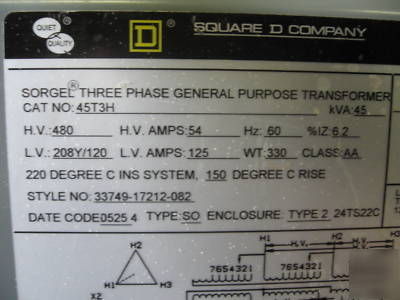 QUIET
QUALITY
D
SQUARE D COMPANY
SORGEL® THREE PHASE GENERAL PURPOSE TRANSFORMER
CAT NO: 45T3H kVA: 45
H.V.: 480 H.V. AMPS: 54 Hz: 60 %IZ: 6.2
L.V.: 208Y/120 L.V. AMPS: 125 WT: 330 CLASS: AA
220 DEGREE C INS SYSTEM, 150 DEGREE C RISE
STYLE NO: 33749-17212-082
DATE CODE 0525 4 TYPE: SO ENCLOSURE: TYPE 2 24TS22C
H2
H1 H.V. H2 H3
H1 H3
7654321 7654321
X2